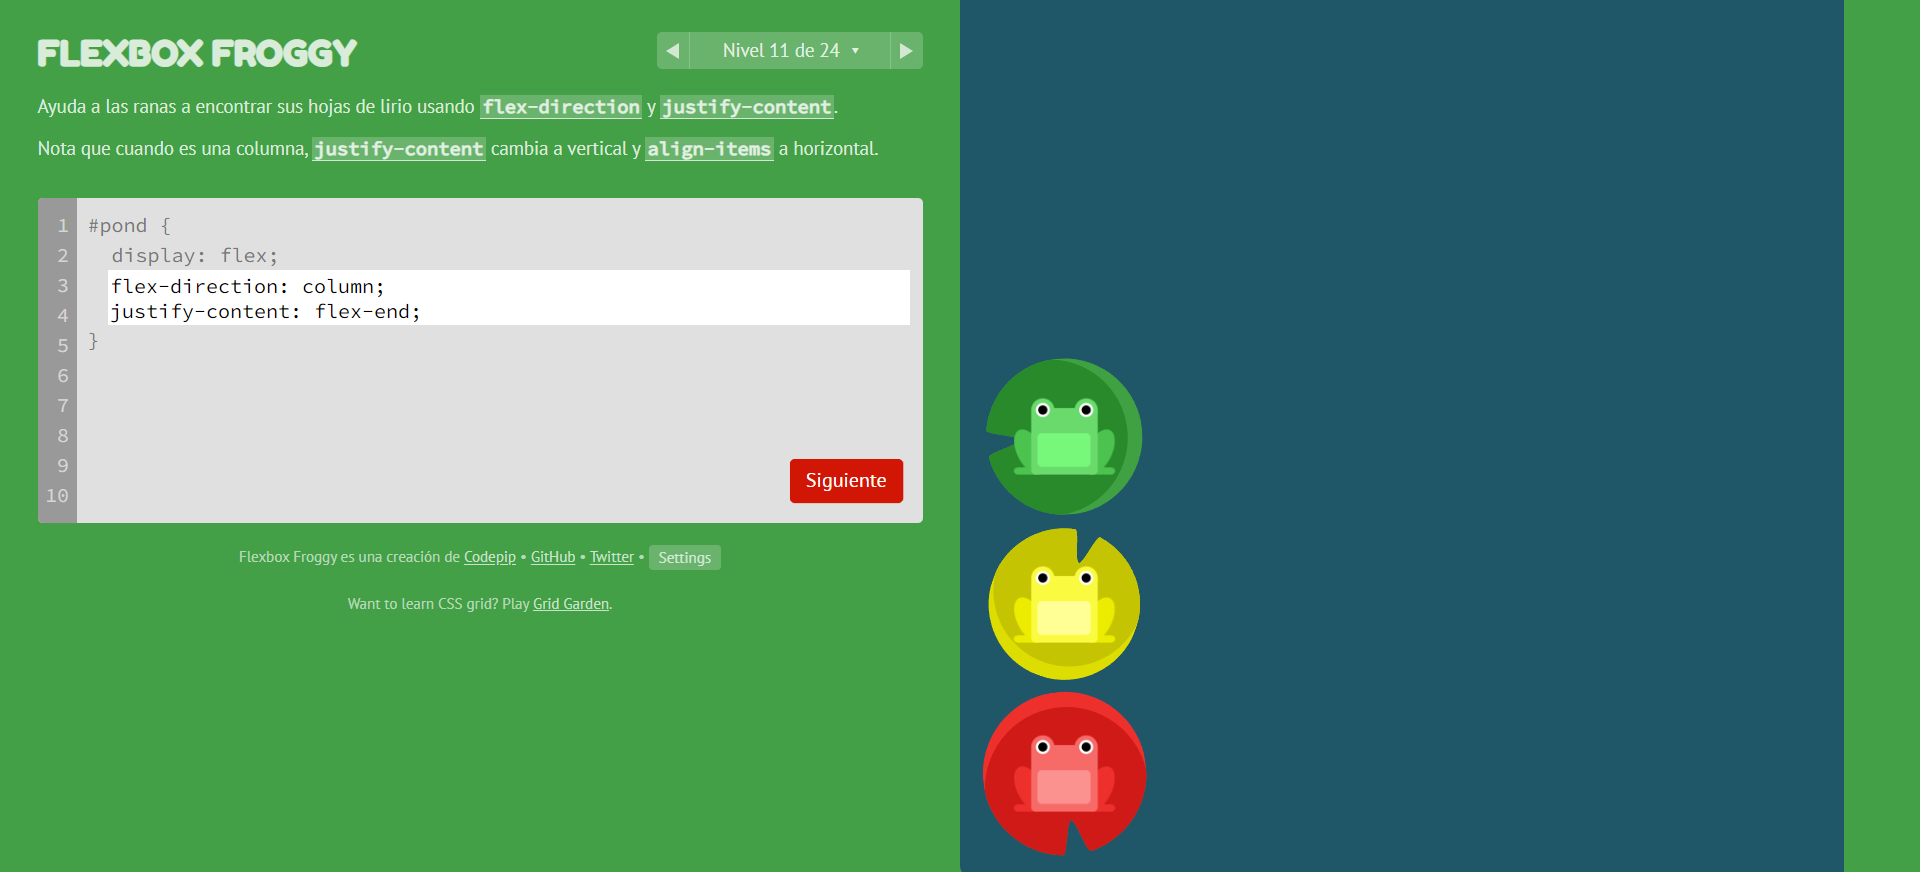 FLEXBOX FROGGY
◀ Nivel 11 de 24 ▾ ▶
Ayuda a las ranas a encontrar sus hojas de lirio usando flex-direction y justify-content.
Nota que cuando es una columna, justify-content cambia a vertical y align-items a horizontal.
1 #pond {
2 display: flex;
3 flex-direction: column;
4 justify-content: flex-end;
5 }
6
7
8
9
10
Siguiente
Flexbox Froggy es una creación de Codepip • GitHub • Twitter • Settings
Want to learn CSS grid? Play Grid Garden.